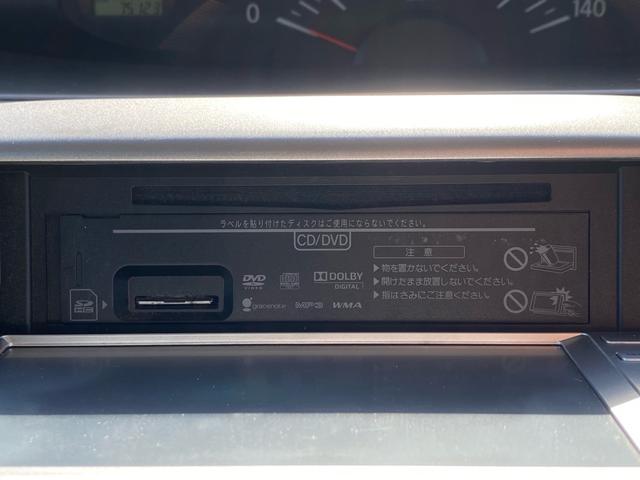 75123
0
140
ラベルを貼り付けたディスクはご使用にならないでください。
CD/DVD
注 意
▶物を置かないでください。
▶開けたまま放置しないでください。
▶指はさみにご注意ください。
SD
HC
DVD
VIDEO
DOLBY
DIGITAL
gracenote
MP3
WMA